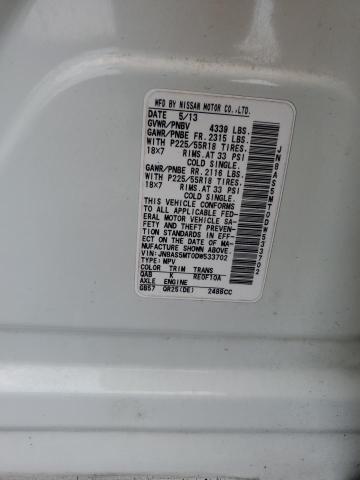 MFD BY NISSAN MOTOR CO.,LTD.
DATE 5/13
GVWR/PNBV 4339 LBS.
GAWR/PNBE FR. 2315 LBS.
WITH P225/55R18 TIRES.
18X7 RIMS.AT 33 PSI
COLD SINGLE.
GAWR/PNBE RR. 2116 LBS.
WITH P225/55R18 TIRES.
18X7 RIMS.AT 33 PSI
COLD SINGLE.
THIS VEHICLE CONFORMS TO
ALL APPLICABLE U.S. FED-
ERAL MOTOR VEHICLE SA-
FETY AND THEFT PREVENTION
STANDARDS IN EFFECT
ON THE DATE OF MA-
NUFACTURE SHOWN ABOVE.
VIN:JN8AS5MT0DW533702
TYPE:MPV
COLOR TRIM TRANS
QAB K RE0F10A
AXLE ENGINE
GB57 QR25(DE) 2488CC
JN8AS5MT0DW533702